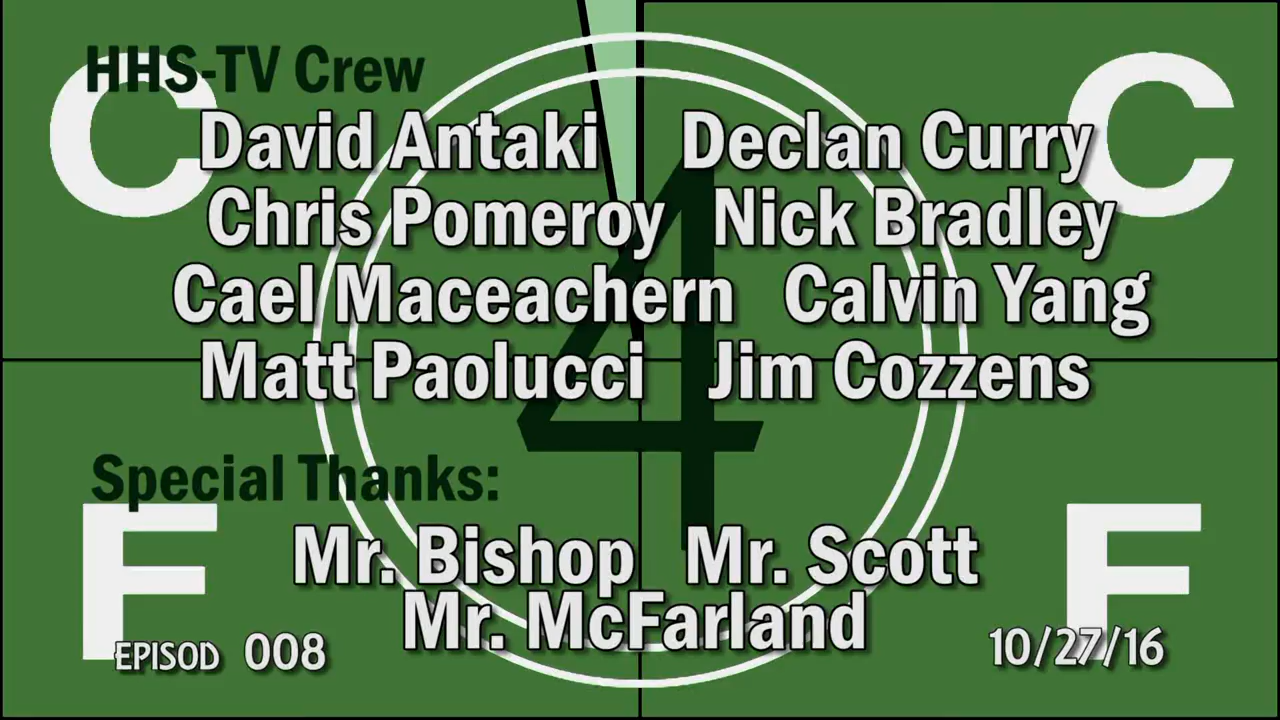 C C
HHS-TV Crew
David Antaki Declan Curry
Chris Pomeroy Nick Bradley
Cael Maceachern Calvin Yang
Matt Paolucci Jim Cozzens
4
Special Thanks:
F F
Mr. Bishop Mr. Scott
Mr. McFarland
EPISOD 008 10/27/16